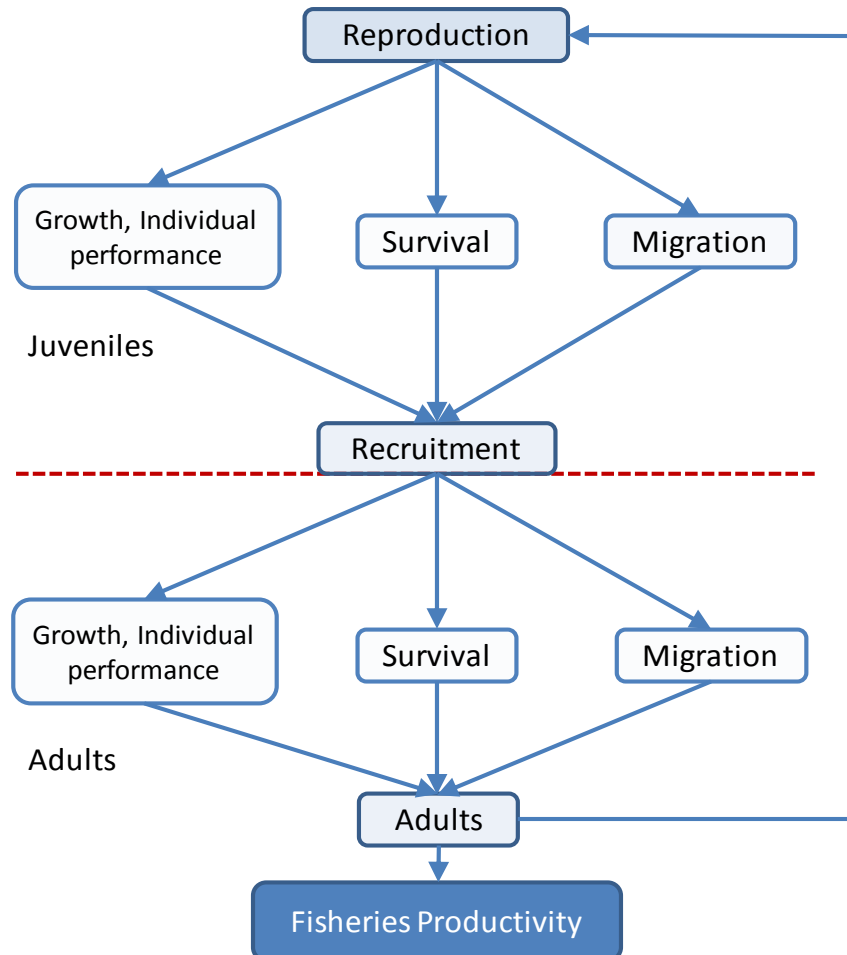 Reproduction
Growth, Individual
performance
Survival
Migration
Juveniles
Recruitment
Growth, Individual
performance
Survival
Migration
Adults
Adults
Fisheries Productivity